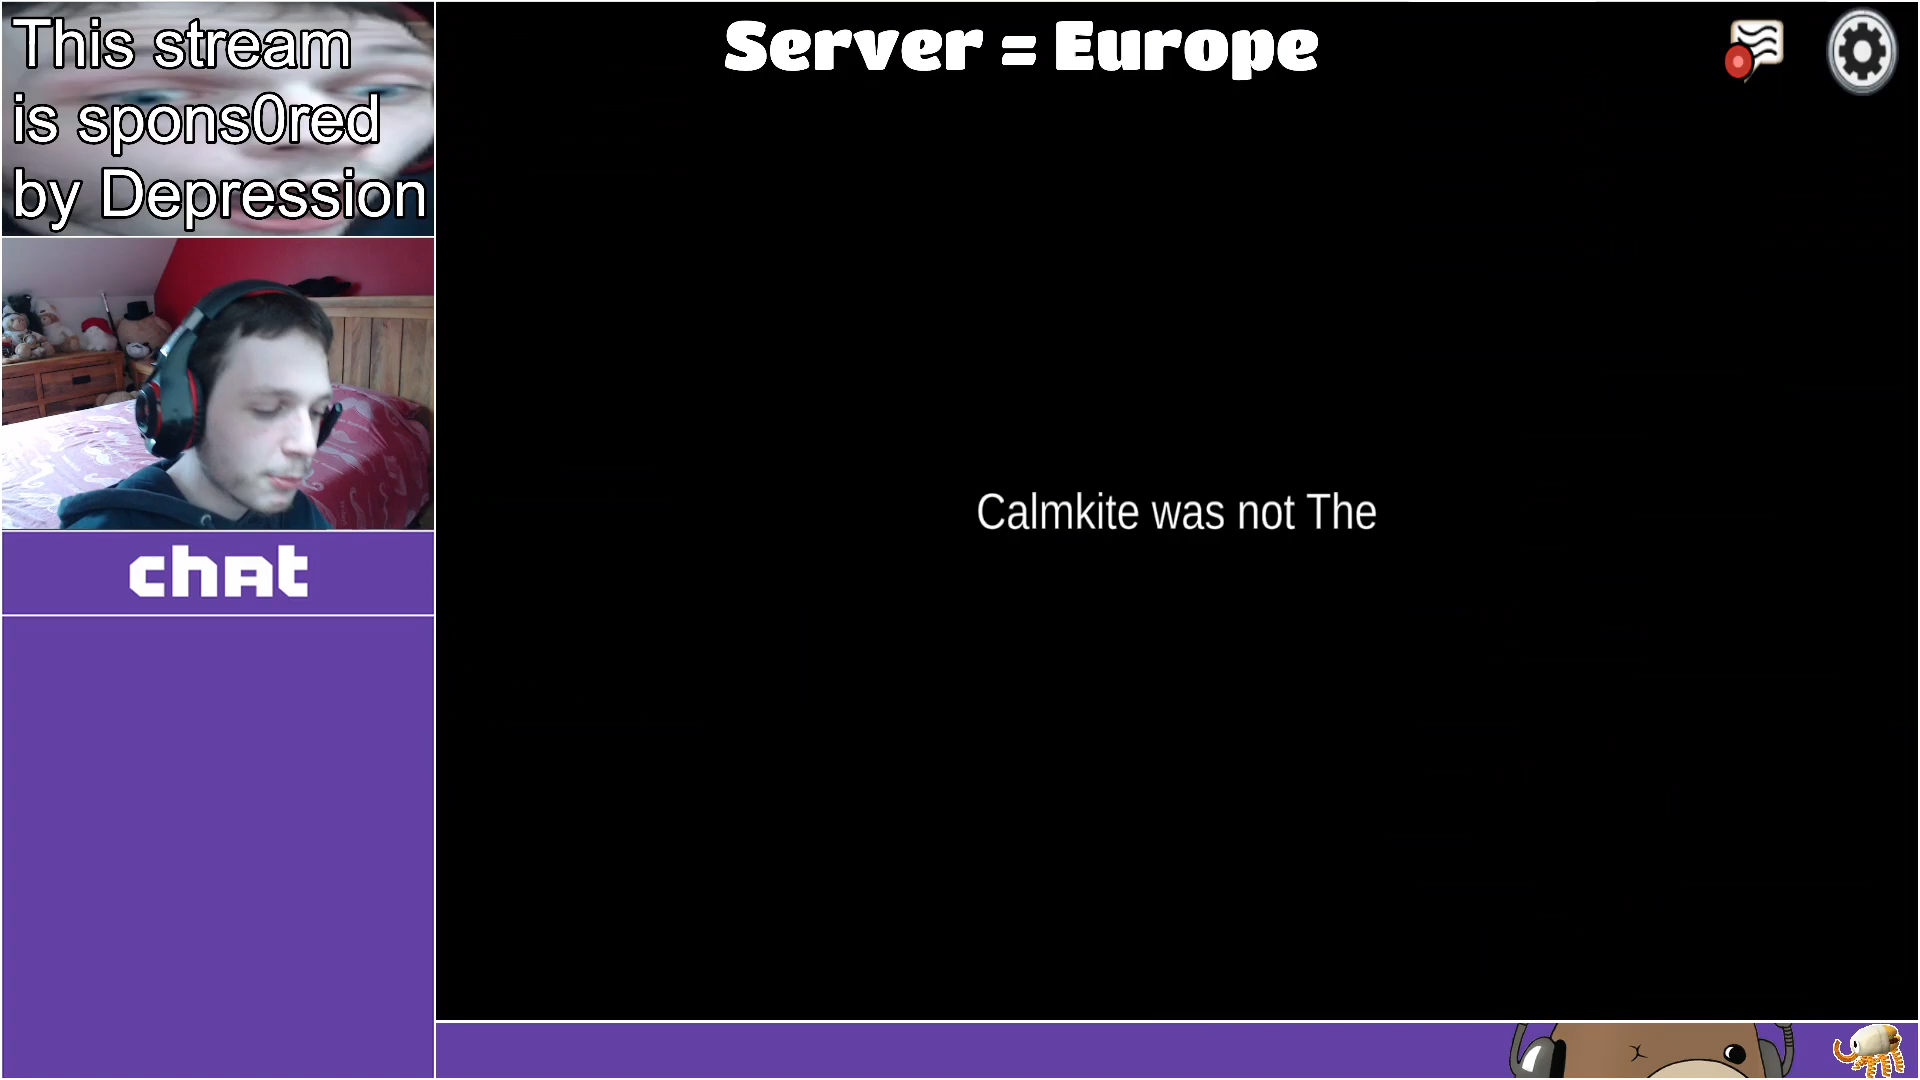 This stream
is spons0red
by Depression
Server = Europe
Calmkite was not The
chat